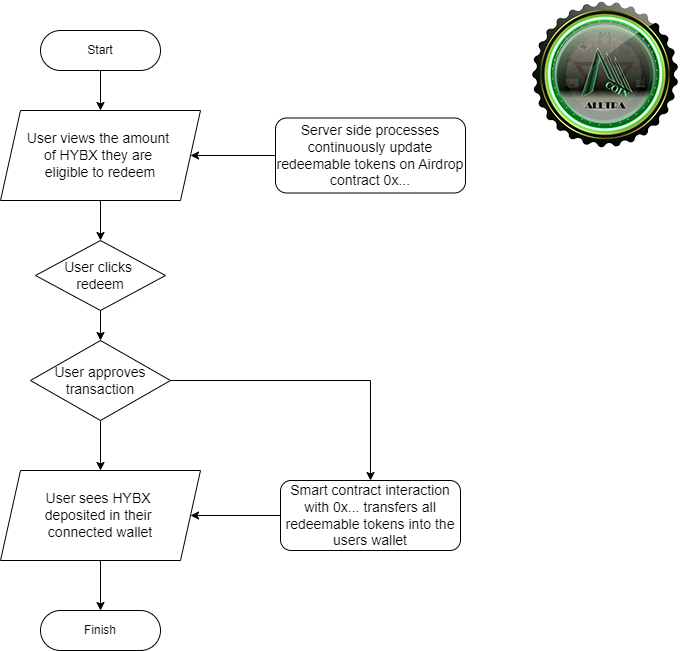 Start
User views the amount
of HYBX they are
eligible to redeem
Server side processes
continuously update
redeemable tokens on Airdrop
contract 0x...
User clicks
redeem
User approves
transaction
User sees HYBX
deposited in their
connected wallet
Smart contract interaction
with 0x... transfers all
redeemable tokens into the
users wallet
Finish
COIN
ALLTRA